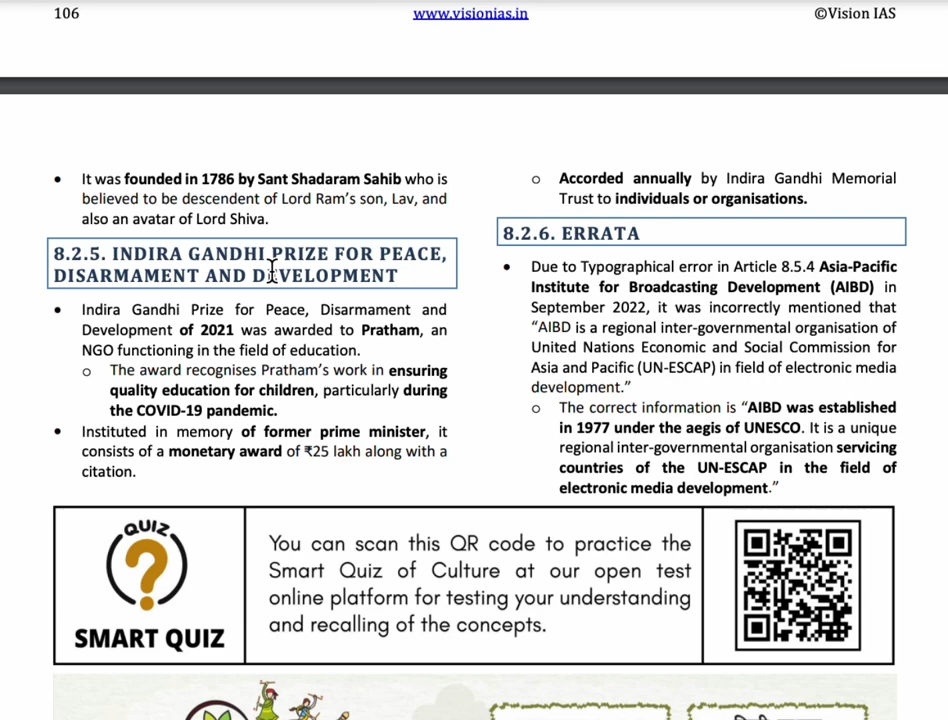 106
www.visionias.in
©Vision IAS
• It was founded in 1786 by Sant Shadaram Sahib who is
believed to be descendent of Lord Ram's son, Lav, and
also an avatar of Lord Shiva.
8.2.5. INDIRA GANDHI PRIZE FOR PEACE,
DISARMAMENT AND DEVELOPMENT
• Indira Gandhi Prize for Peace, Disarmament and
Development of 2021 was awarded to Pratham, an
NGO functioning in the field of education.
o The award recognises Pratham's work in ensuring
quality education for children, particularly during
the COVID-19 pandemic.
• Instituted in memory of former prime minister, it
consists of a monetary award of ₹25 lakh along with a
citation.
o Accorded annually by Indira Gandhi Memorial
Trust to individuals or organisations.
8.2.6. ERRATA
• Due to Typographical error in Article 8.5.4 Asia-Pacific
Institute for Broadcasting Development (AIBD) in
September 2022, it was incorrectly mentioned that
“AIBD is a regional inter-governmental organisation of
United Nations Economic and Social Commission for
Asia and Pacific (UN-ESCAP) in field of electronic media
development.”
o The correct information is “AIBD was established
in 1977 under the aegis of UNESCO. It is a unique
regional inter-governmental organisation servicing
countries of the UN-ESCAP in the field of
electronic media development.”
QUIZ
?
SMART QUIZ
You can scan this QR code to practice the
Smart Quiz of Culture at our open test
online platform for testing your understanding
and recalling of the concepts.